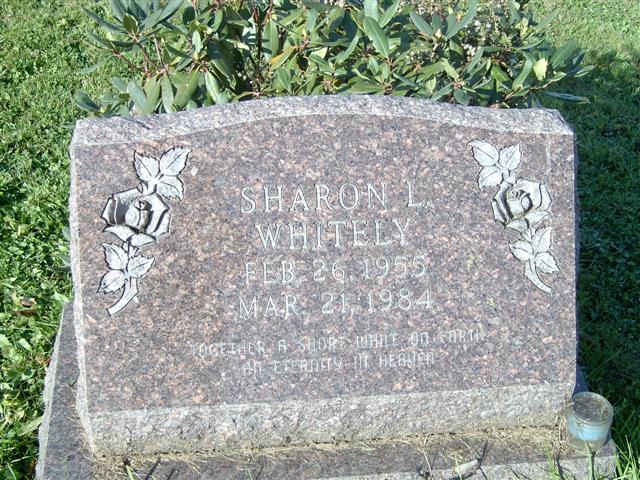 SHARON L.
WHITELY
FEB. 26, 1955
MAR. 21, 1984
TOGETHER A SHORT WHILE ON EARTH
AN ETERNITY IN HEAVEN